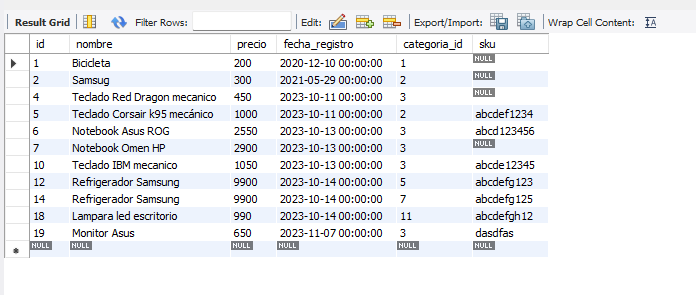 Result Grid Filter Rows: Edit: Export/Import: Wrap Cell Content: IA
id nombre precio fecha_registro categoria_id sku
1 Bicicleta 200 2020-12-10 00:00:00 1 NULL
2 Samsug 300 2021-05-29 00:00:00 2 NULL
4 Teclado Red Dragon mecanico 450 2023-10-11 00:00:00 3 NULL
5 Teclado Corsair k95 mecánico 1000 2023-10-11 00:00:00 2 abcdef1234
6 Notebook Asus ROG 2550 2023-10-13 00:00:00 3 abcd123456
7 Notebook Omen HP 2900 2023-10-13 00:00:00 3 NULL
10 Teclado IBM mecanico 1050 2023-10-13 00:00:00 3 abcde12345
12 Refrigerador Samsung 9900 2023-10-14 00:00:00 5 abcdefg123
14 Refrigerador Samsung 9900 2023-10-14 00:00:00 7 abcdefg125
18 Lampara led escritorio 990 2023-10-14 00:00:00 11 abcdefgh12
19 Monitor Asus 650 2023-11-07 00:00:00 3 dasdfas
NULL NULL NULL NULL NULL NULL